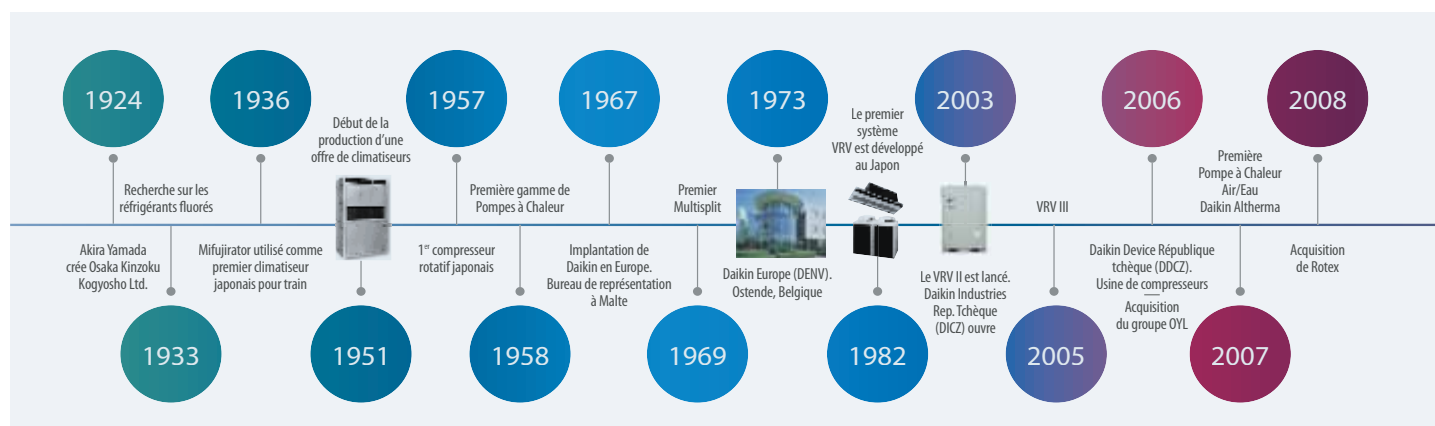 1924
Akira Yamada
crée Osaka Kinzoku
Kogyosho Ltd.
Recherche sur les
réfrigérants fluorés
1933
1936
Mifujirator utilisé comme
premier climatiseur
japonais pour train
Début de la
production d’une
offre de climatiseurs
1951
1957
1er compresseur
rotatif japonais
Première gamme de
Pompes à Chaleur
1958
1967
Implantation de
Daikin en Europe.
Bureau de représentation
à Malte
Premier
Multisplit
1969
1973
Daikin Europe (DENV).
Ostende, Belgique
Le premier
système
VRV est développé
au Japon
1982
2003
Le VRV II est lancé.
Daikin Industries
Rep. Tchèque
(DICZ) ouvre
VRV III
2005
2006
Daikin Device République
tchèque (DDCZ).
Usine de compresseurs
Acquisition
du groupe OYL
Première
Pompe à Chaleur
Air/Eau
Daikin Altherma
2007
2008
Acquisition
de Rotex